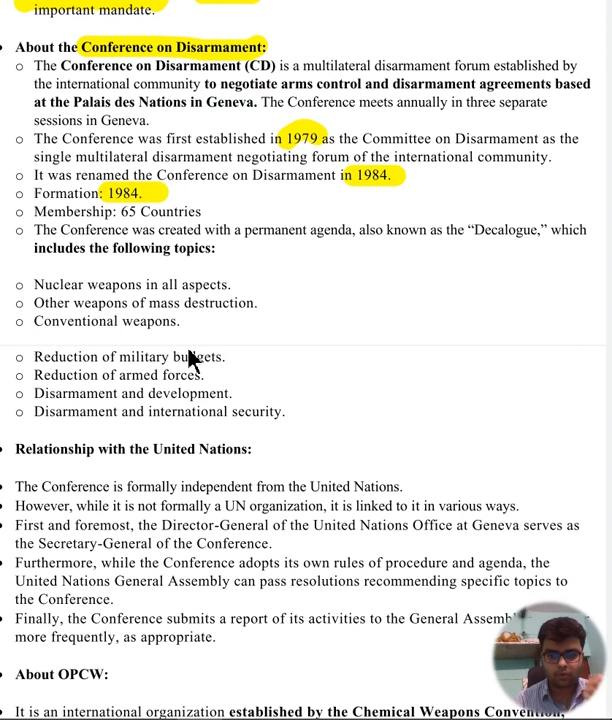 important mandate.
About the Conference on Disarmament:
The Conference on Disarmament (CD) is a multilateral disarmament forum established by
the international community to negotiate arms control and disarmament agreements based
at the Palais des Nations in Geneva. The Conference meets annually in three separate
sessions in Geneva.
The Conference was first established in 1979 as the Committee on Disarmament as the
single multilateral disarmament negotiating forum of the international community.
It was renamed the Conference on Disarmament in 1984.
Formation: 1984.
Membership: 65 Countries
The Conference was created with a permanent agenda, also known as the “Decalogue,” which
includes the following topics:
Nuclear weapons in all aspects.
Other weapons of mass destruction.
Conventional weapons.
Reduction of military budgets.
Reduction of armed forces.
Disarmament and development.
Disarmament and international security.
Relationship with the United Nations:
The Conference is formally independent from the United Nations.
However, while it is not formally a UN organization, it is linked to it in various ways.
First and foremost, the Director-General of the United Nations Office at Geneva serves as
the Secretary-General of the Conference.
Furthermore, while the Conference adopts its own rules of procedure and agenda, the
United Nations General Assembly can pass resolutions recommending specific topics to
the Conference.
Finally, the Conference submits a report of its activities to the General
more frequently, as appropriate.
About OPCW:
It is an international organization established by the Chemical Weapons Convention,